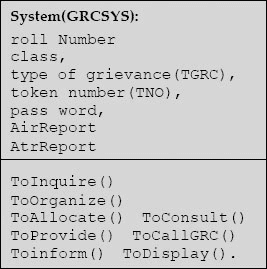 System(GRCSYS):
roll Number
class,
type of grievance(TGRC),
token number(TNO),
pass word,
AirReport
AtrReport
ToInquire()
ToOrganize()
ToAllocate() ToConsult()
ToProvide() ToCallGRC()
Toinform() ToDisplay().